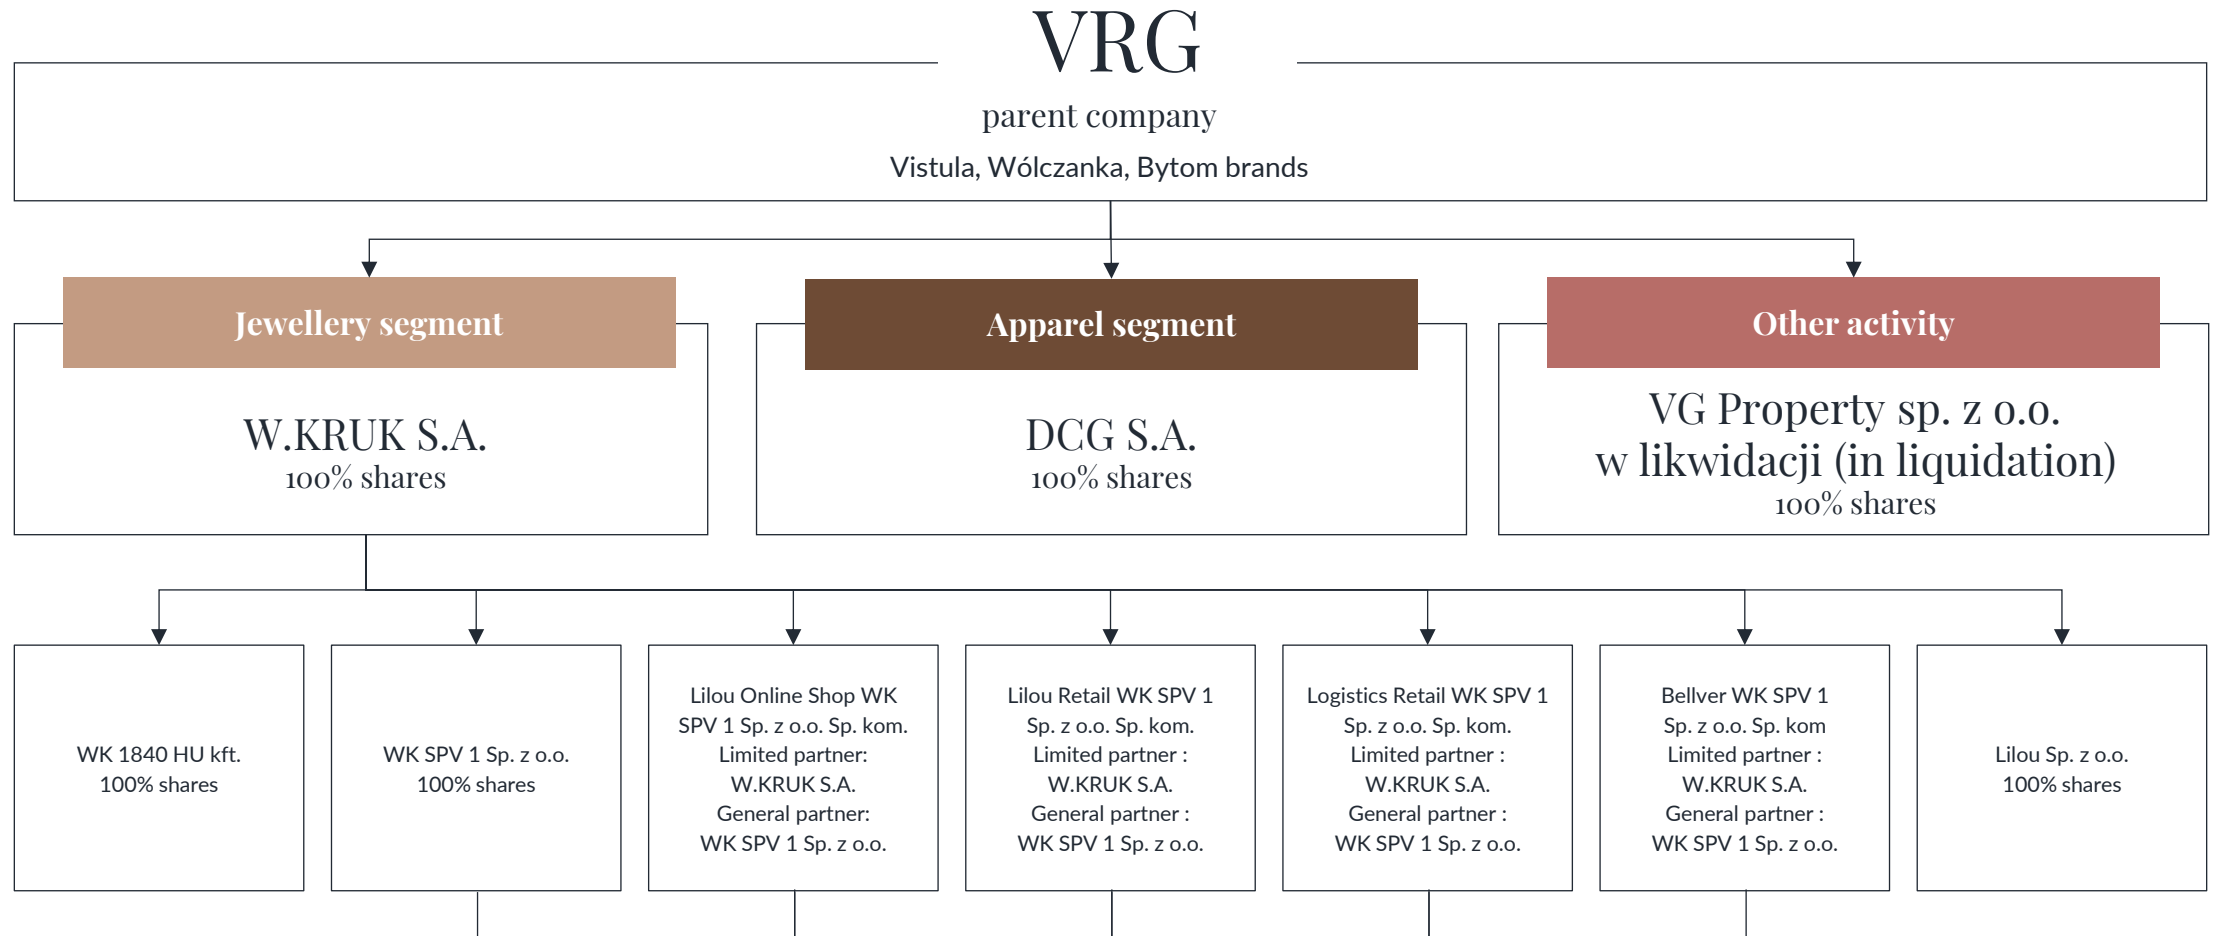 VRG
parent company
Vistula, Wólczanka, Bytom brands
Jewellery segment
W.KRUK S.A.
100% shares
Apparel segment
DCG S.A.
100% shares
Other activity
VG Property sp. z o.o.
w likwidacji (in liquidation)
100% shares
WK 1840 HU kft.
100% shares
WK SPV 1 Sp. z o.o.
100% shares
Lilou Online Shop WK
SPV 1 Sp. z o.o. Sp. kom.
Limited partner:
W.KRUK S.A.
General partner:
WK SPV 1 Sp. z o.o.
Lilou Retail WK SPV 1
Sp. z o.o. Sp. kom.
Limited partner :
W.KRUK S.A.
General partner :
WK SPV 1 Sp. z o.o.
Logistics Retail WK SPV 1
Sp. z o.o. Sp. kom.
Limited partner :
W.KRUK S.A.
General partner :
WK SPV 1 Sp. z o.o.
Bellver WK SPV 1
Sp. z o.o. Sp. kom
Limited partner :
W.KRUK S.A.
General partner :
WK SPV 1 Sp. z o.o.
Lilou Sp. z o.o.
100% shares